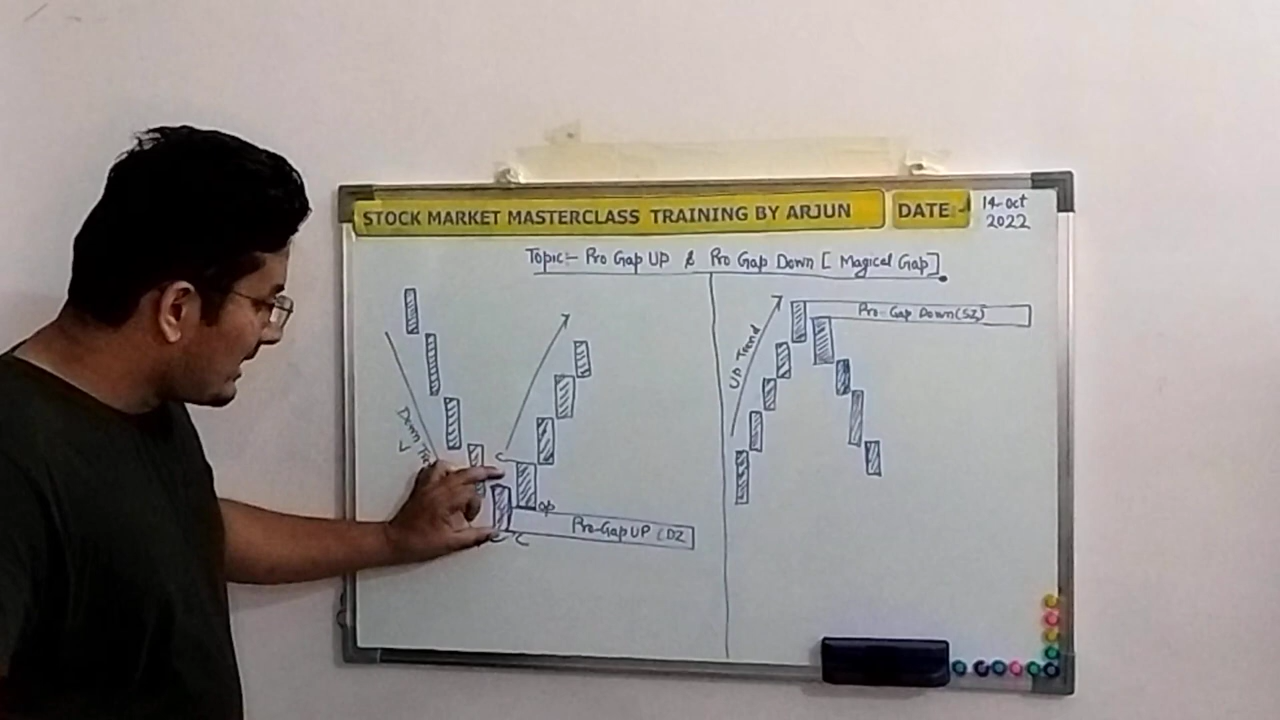 STOCK MARKET MASTERCLASS TRAINING BY ARJUN
DATE - 14-Oct
2022
Topic:- Pro Gap UP & Pro Gap Down [ Magical Gap ]
Pro-Gap Down(SZ)
UP Trend
Down
op
Pro-Gap UP (DZ
C